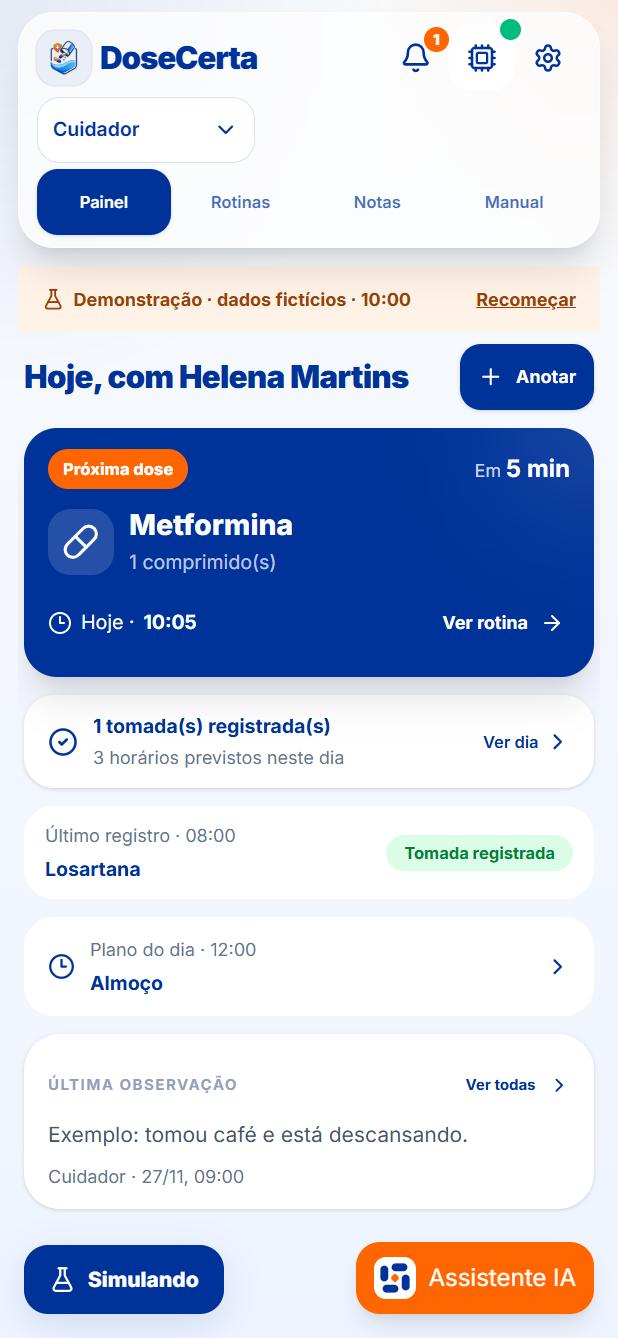 DoseCerta
1
Cuidador
Painel
Rotinas
Notas
Manual
Demonstração · dados fictícios · 10:00
Recomeçar
Hoje, com Helena Martins
Anotar
Próxima dose
Em 5 min
Metformina
1 comprimido(s)
Hoje · 10:05
Ver rotina
1 tomada(s) registrada(s)
3 horários previstos neste dia
Ver dia
Último registro · 08:00
Losartana
Tomada registrada
Plano do dia · 12:00
Almoço
ÚLTIMA OBSERVAÇÃO
Ver todas
Exemplo: tomou café e está descansando.
Cuidador · 27/11, 09:00
Simulando
Assistente IA